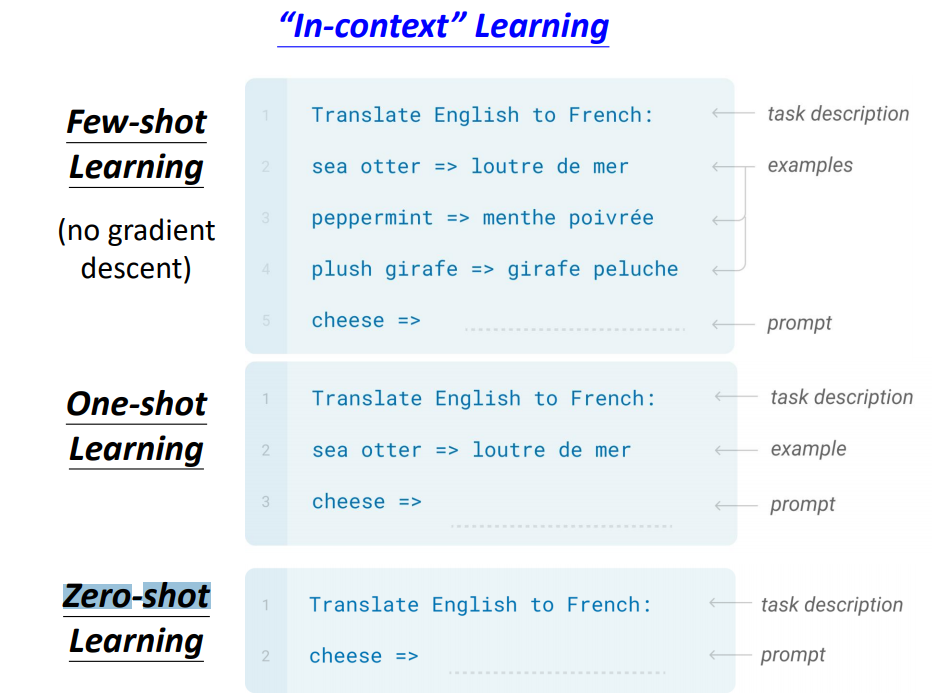 “In-context” Learning
Few-shot
Learning
(no gradient
descent)
1 Translate English to French: task description
2 sea otter => loutre de mer examples
3 peppermint => menthe poivrée
4 plush girafe => girafe peluche
5 cheese => prompt
One-shot
Learning
1 Translate English to French: task description
2 sea otter => loutre de mer example
3 cheese => prompt
Zero-shot
Learning
1 Translate English to French: task description
2 cheese => prompt